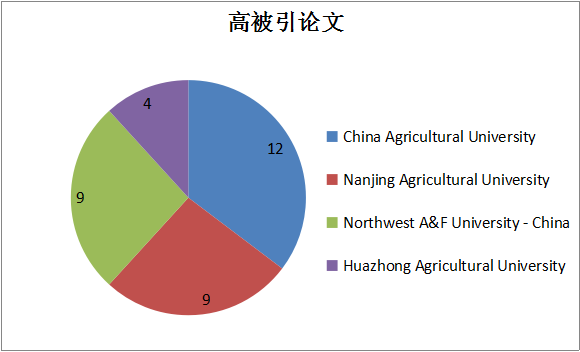 高被引论文
4
12
9
9
China Agricultural University
Nanjing Agricultural University
Northwest A&F University - China
Huazhong Agricultural University